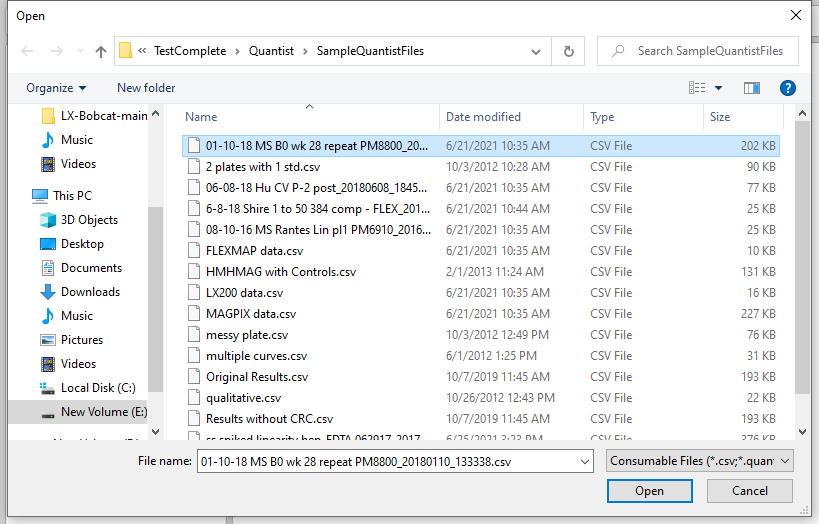 Open
« TestComplete > Quantist > SampleQuantistFiles
Search SampleQuantistFiles
Organize
New folder
LX-Bobcat-main
Music
Videos
This PC
3D Objects
Desktop
Documents
Downloads
Music
Pictures
Videos
Local Disk (C:)
New Volume (E:)
Name Date modified Type Size
01-10-18 MS B0 wk 28 repeat PM8800_20... 6/21/2021 10:35 AM CSV File 202 KB
2 plates with 1 std.csv 10/3/2012 10:28 AM CSV File 90 KB
06-08-18 Hu CV P-2 post_20180608_1845... 6/21/2021 10:35 AM CSV File 77 KB
6-8-18 Shire 1 to 50 384 comp - FLEX_201... 6/21/2021 10:44 AM CSV File 25 KB
08-10-16 MS Rantes Lin pl1 PM6910_2016... 6/21/2021 10:35 AM CSV File 25 KB
FLEXMAP data.csv 6/21/2021 10:35 AM CSV File 10 KB
HMHMAG with Controls.csv 2/1/2013 11:24 AM CSV File 131 KB
LX200 data.csv 6/21/2021 10:35 AM CSV File 16 KB
MAGPIX data.csv 6/21/2021 10:35 AM CSV File 227 KB
messy plate.csv 10/3/2012 12:49 PM CSV File 76 KB
multiple curves.csv 6/1/2012 1:25 PM CSV File 31 KB
Original Results.csv 10/7/2019 11:45 AM CSV File 193 KB
qualitative.csv 10/26/2012 12:43 PM CSV File 22 KB
Results without CRC.csv 10/7/2019 11:45 AM CSV File 193 KB
6/25/2021 3:23 PM CSV File 376 KB
File name: 01-10-18 MS B0 wk 28 repeat PM8800_20180110_133338.csv
Consumable Files (*.csv;*.quan
Open
Cancel